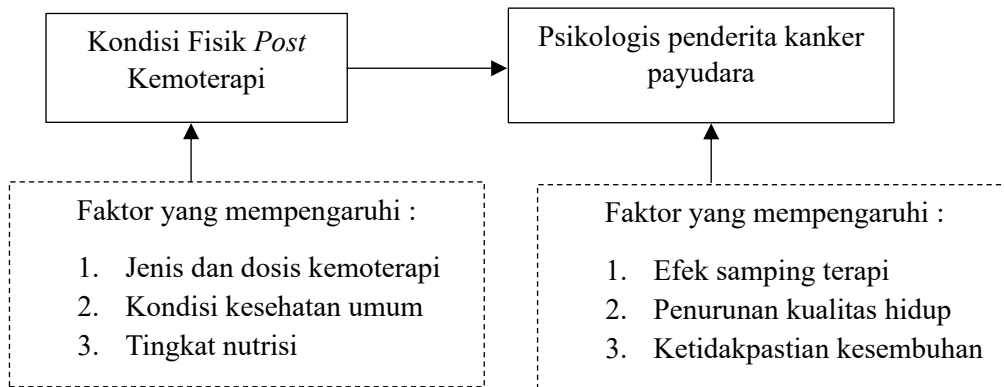 Kondisi Fisik Post
Kemoterapi
Psikologis penderita kanker
payudara
Faktor yang mempengaruhi :
1. Jenis dan dosis kemoterapi
2. Kondisi kesehatan umum
3. Tingkat nutrisi
Faktor yang mempengaruhi :
1. Efek samping terapi
2. Penurunan kualitas hidup
3. Ketidakpastian kesembuhan